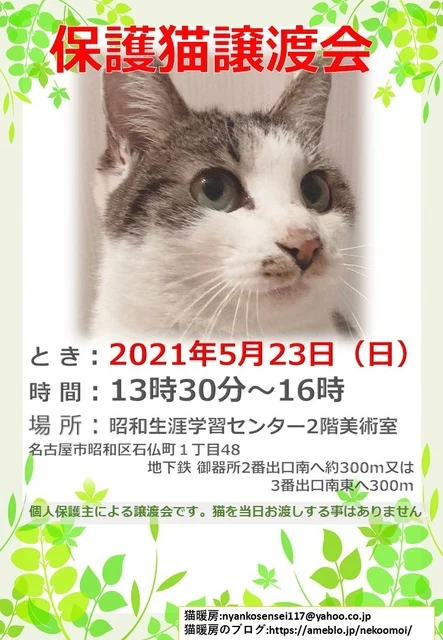 保護猫譲渡会
とき：2021年5月23日（日）
時間：13時30分～16時
場所：昭和生涯学習センター2階美術室
名古屋市昭和区石仏町１丁目48
地下鉄 御器所2番出口南へ約300m又は
3番出口南東へ300m
個人保護主による譲渡会です。猫を当日お渡しする事はありません
猫暖房:nyankosensei117@yahoo.co.jp
猫暖房のブログ:https://ameblo.jp/nekoomoi/